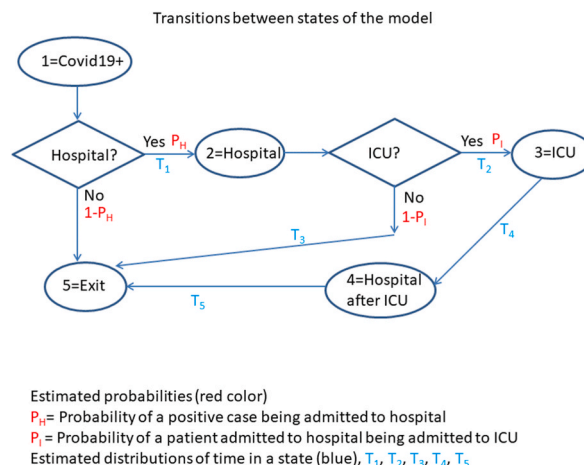 Transitions between states of the model
1=Covid19+
Hospital?
Yes P_H
T_1
2=Hospital
ICU?
Yes P_I
T_2
3=ICU
No
1-P_H
No
1-P_I
T_3
T_4
5=Exit
T_5
4=Hospital
after ICU
Estimated probabilities (red color)
P_H= Probability of a positive case being admitted to hospital
P_I = Probability of a patient admitted to hospital being admitted to ICU
Estimated distributions of time in a state (blue), T_1, T_2, T_3, T_4, T_5